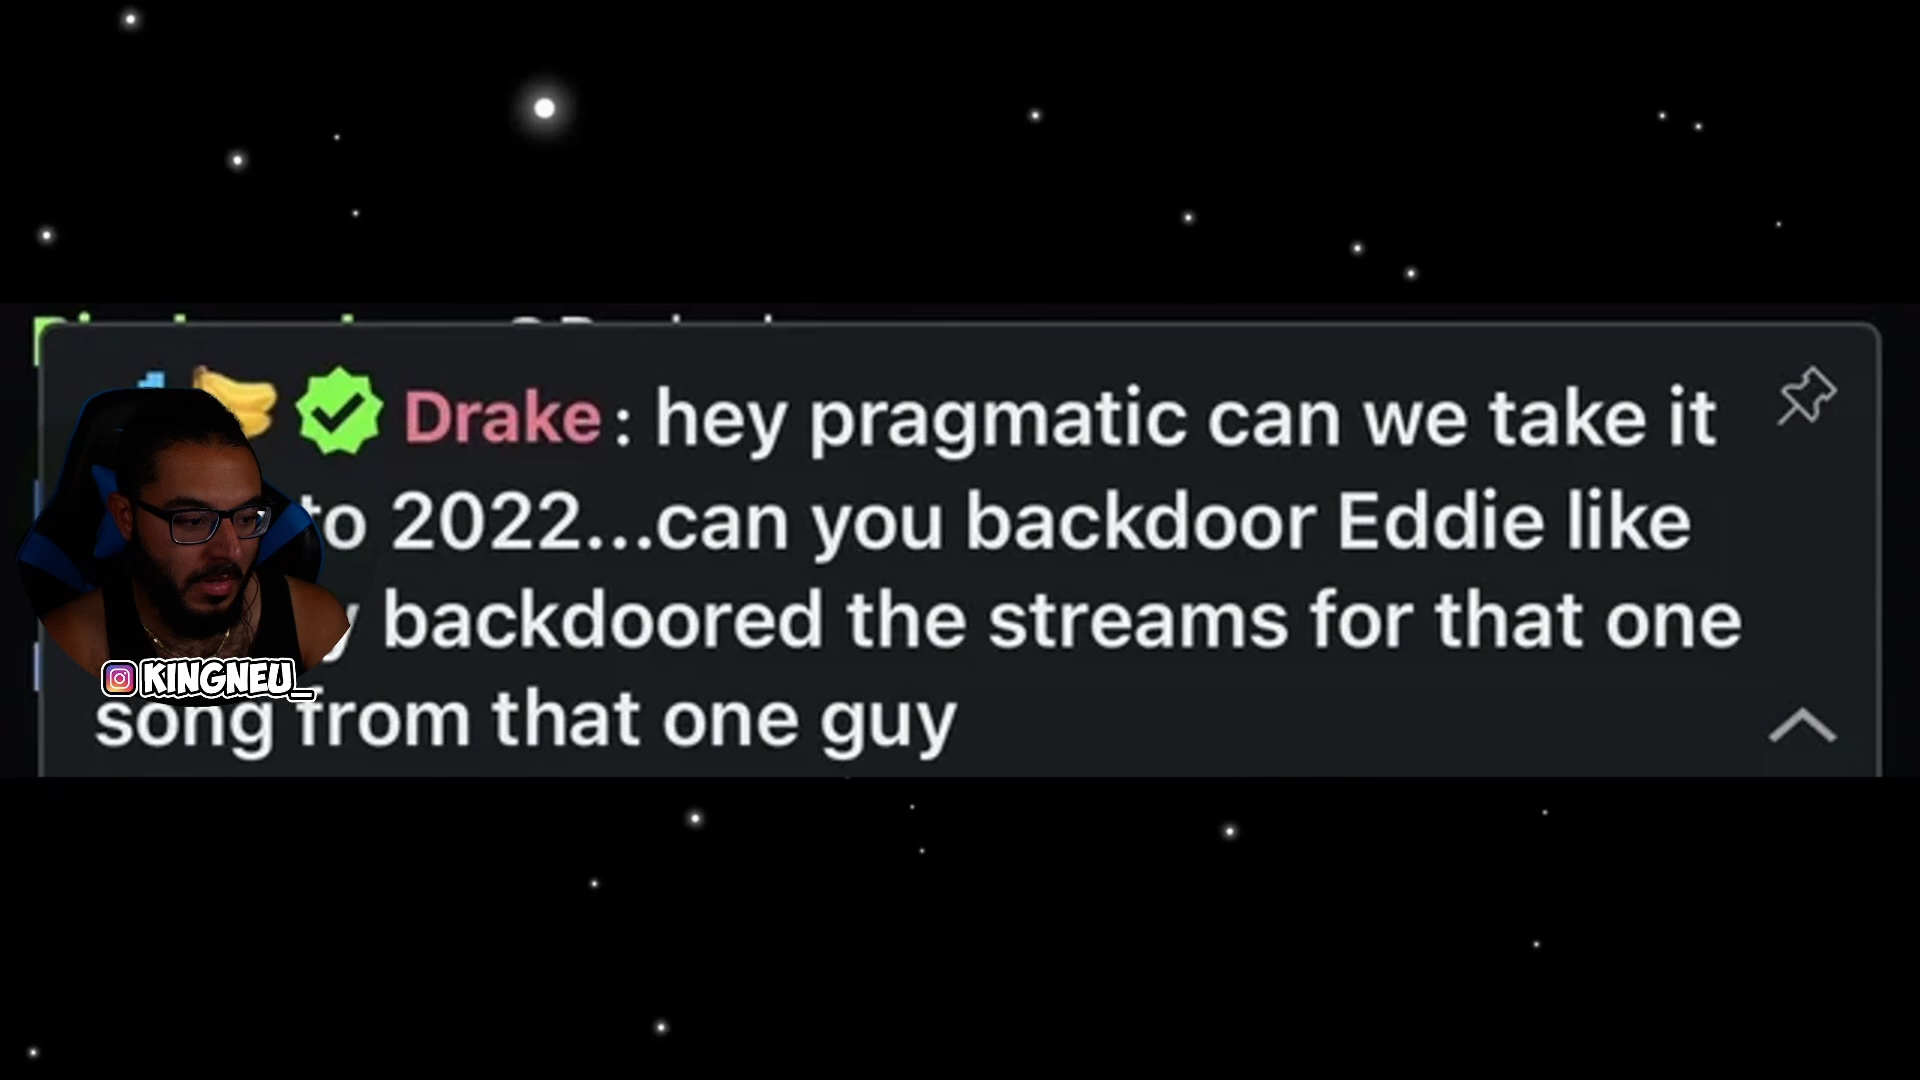 Drake: hey pragmatic can we take it
to 2022...can you backdoor Eddie like
backdoored the streams for that one
KINGNEU_
song from that one guy